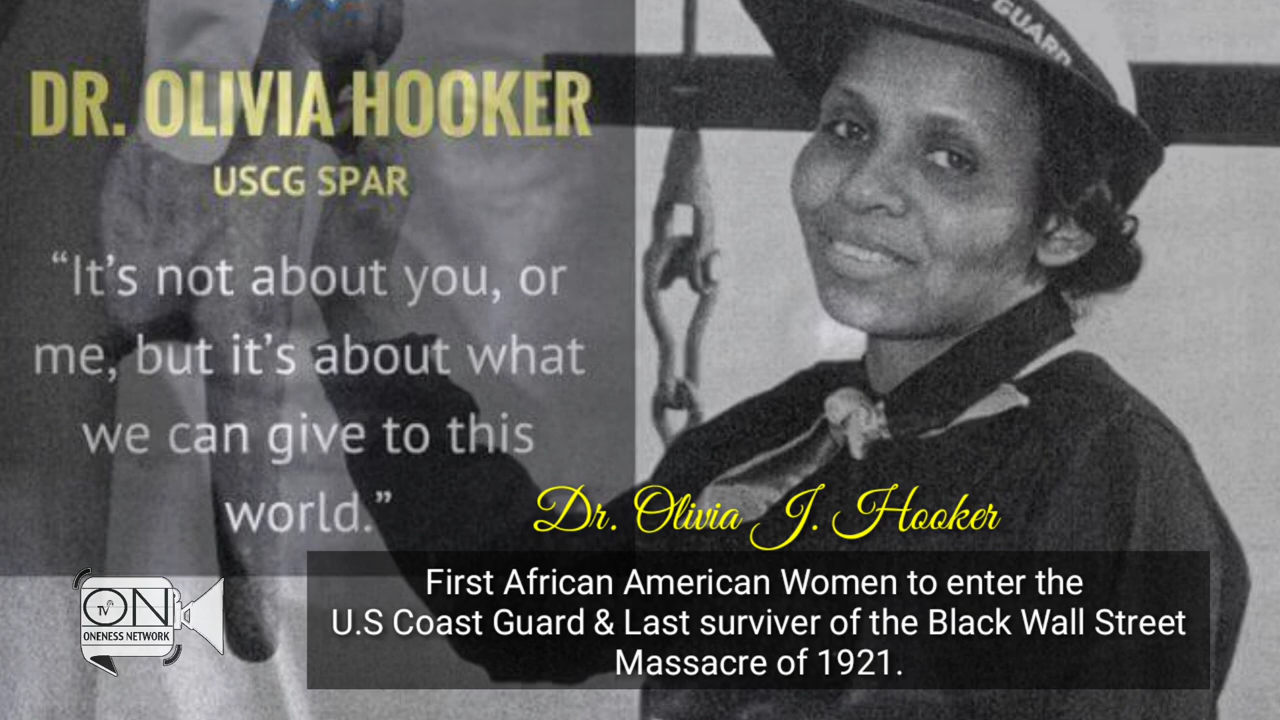 DR. OLIVIA HOOKER
USCG SPAR
“It’s not about you, or
me, but it’s about what
we can give to this
world.”
GUARD
Dr. Olivia J. Hooker
First African American Women to enter the
U.S Coast Guard & Last surviver of the Black Wall Street
Massacre of 1921.
ON
TV
ONENESS NETWORK